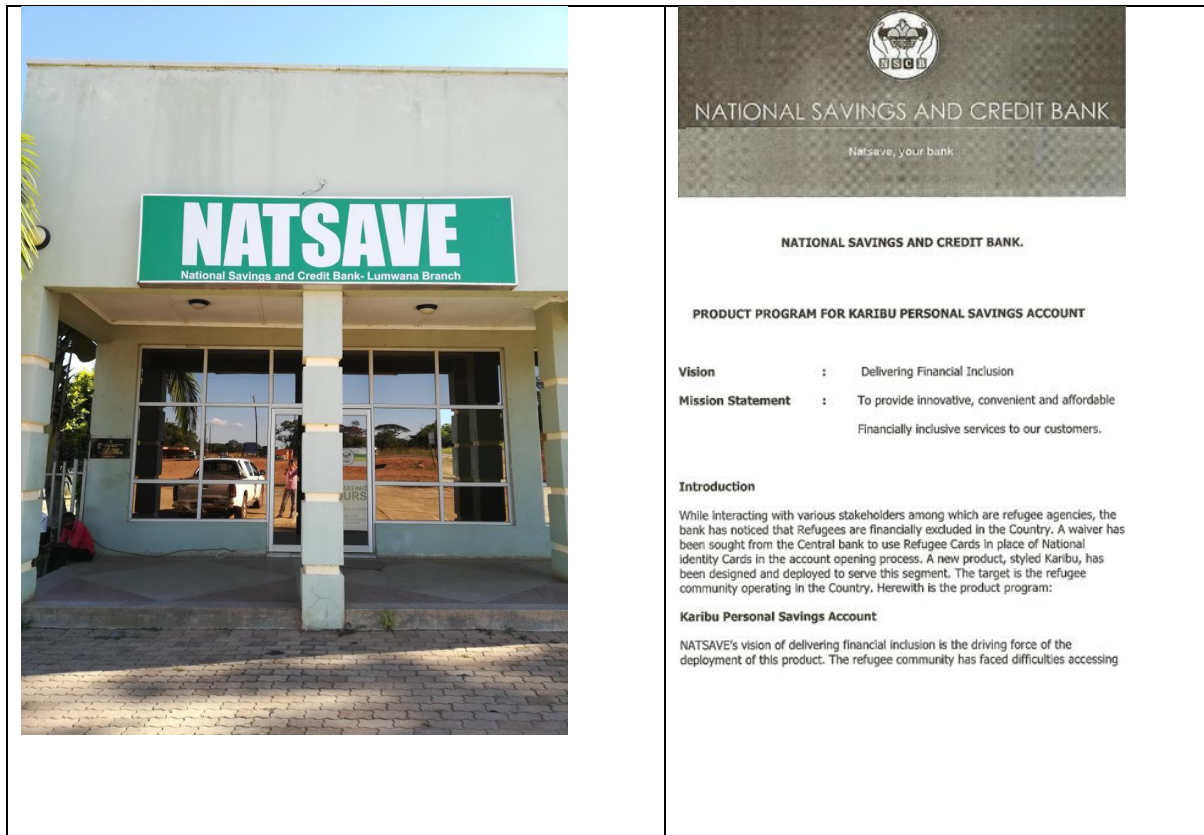 NATSAVE
National Savings and Credit Bank- Lumwana Branch
URS
NSCB
NATIONAL SAVINGS AND CREDIT BANK
Natsave, your bank
NATIONAL SAVINGS AND CREDIT BANK.
PRODUCT PROGRAM FOR KARIBU PERSONAL SAVINGS ACCOUNT
Vision : Delivering Financial Inclusion
Mission Statement : To provide innovative, convenient and affordable
Financially inclusive services to our customers.
Introduction
While interacting with various stakeholders among which are refugee agencies, the
bank has noticed that Refugees are financially excluded in the Country. A waiver has
been sought from the Central bank to use Refugee Cards in place of National
identity Cards in the account opening process. A new product, styled Karibu, has
been designed and deployed to serve this segment. The target is the refugee
community operating in the Country. Herewith is the product program:
Karibu Personal Savings Account
NATSAVE's vision of delivering financial inclusion is the driving force of the
deployment of this product. The refugee community has faced difficulties accessing